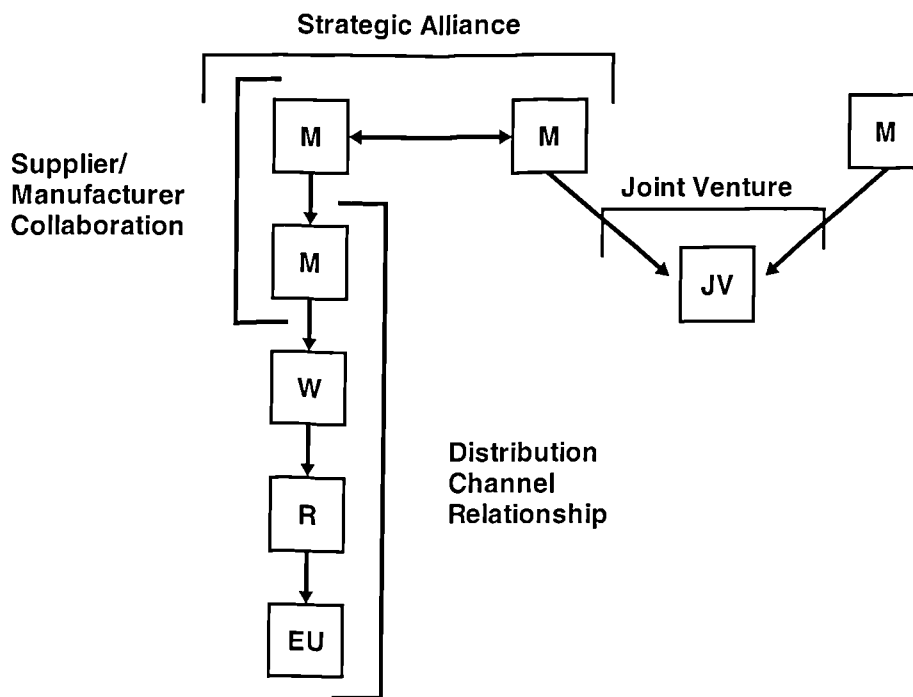 Strategic Alliance
M
M
M
Supplier/
Manufacturer
Collaboration
Joint Venture
M
JV
W
Distribution
Channel
Relationship
R
EU